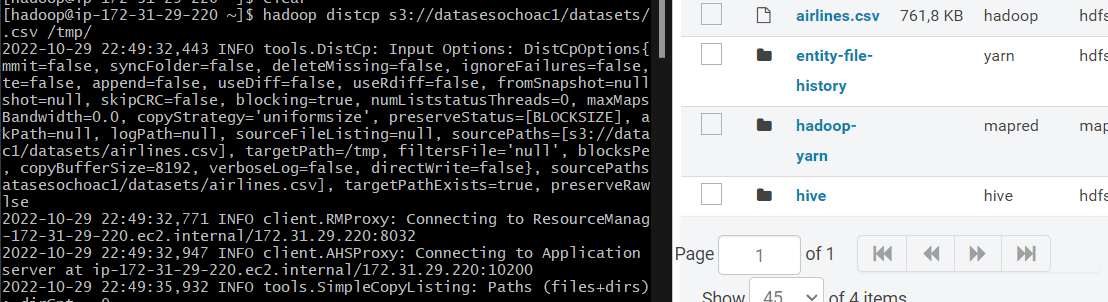 [hadoop@ip-172-31-29-220 ~]$ clear
[hadoop@ip-172-31-29-220 ~]$ hadoop distcp s3://datasesochoac1/datasets/
.csv /tmp/
2022-10-29 22:49:32,443 INFO tools.DistCp: Input Options: DistCpOptions{
mmit=false, syncFolder=false, deleteMissing=false, ignoreFailures=false,
te=false, append=false, useDiff=false, useRdiff=false, fromSnapshot=null
shot=null, skipCRC=false, blocking=true, numListstatusThreads=0, maxMaps
Bandwidth=0.0, copyStrategy='uniformsize', preserveStatus=[BLOCKSIZE], a
kPath=null, logPath=null, sourceFileListing=null, sourcePaths=[s3://data
c1/datasets/airlines.csv], targetPath=/tmp, filtersFile='null', blocksPe
, copyBufferSize=8192, verboseLog=false, directWrite=false}, sourcePaths
atasesochoac1/datasets/airlines.csv], targetPathExists=true, preserveRaw
lse
2022-10-29 22:49:32,771 INFO client.RMProxy: Connecting to ResourceManag
-172-31-29-220.ec2.internal/172.31.29.220:8032
2022-10-29 22:49:32,947 INFO client.AHSProxy: Connecting to Application
server at ip-172-31-29-220.ec2.internal/172.31.29.220:10200
2022-10-29 22:49:35,932 INFO tools.SimpleCopyListing: Paths (files+dirs)
airlines.csv 761,8 KB hadoop hdfs
entity-file-
history yarn hdfs
hadoop-
yarn mapred map
hive hive hdfs
Page 1 of 1
Show 45 of 4 items